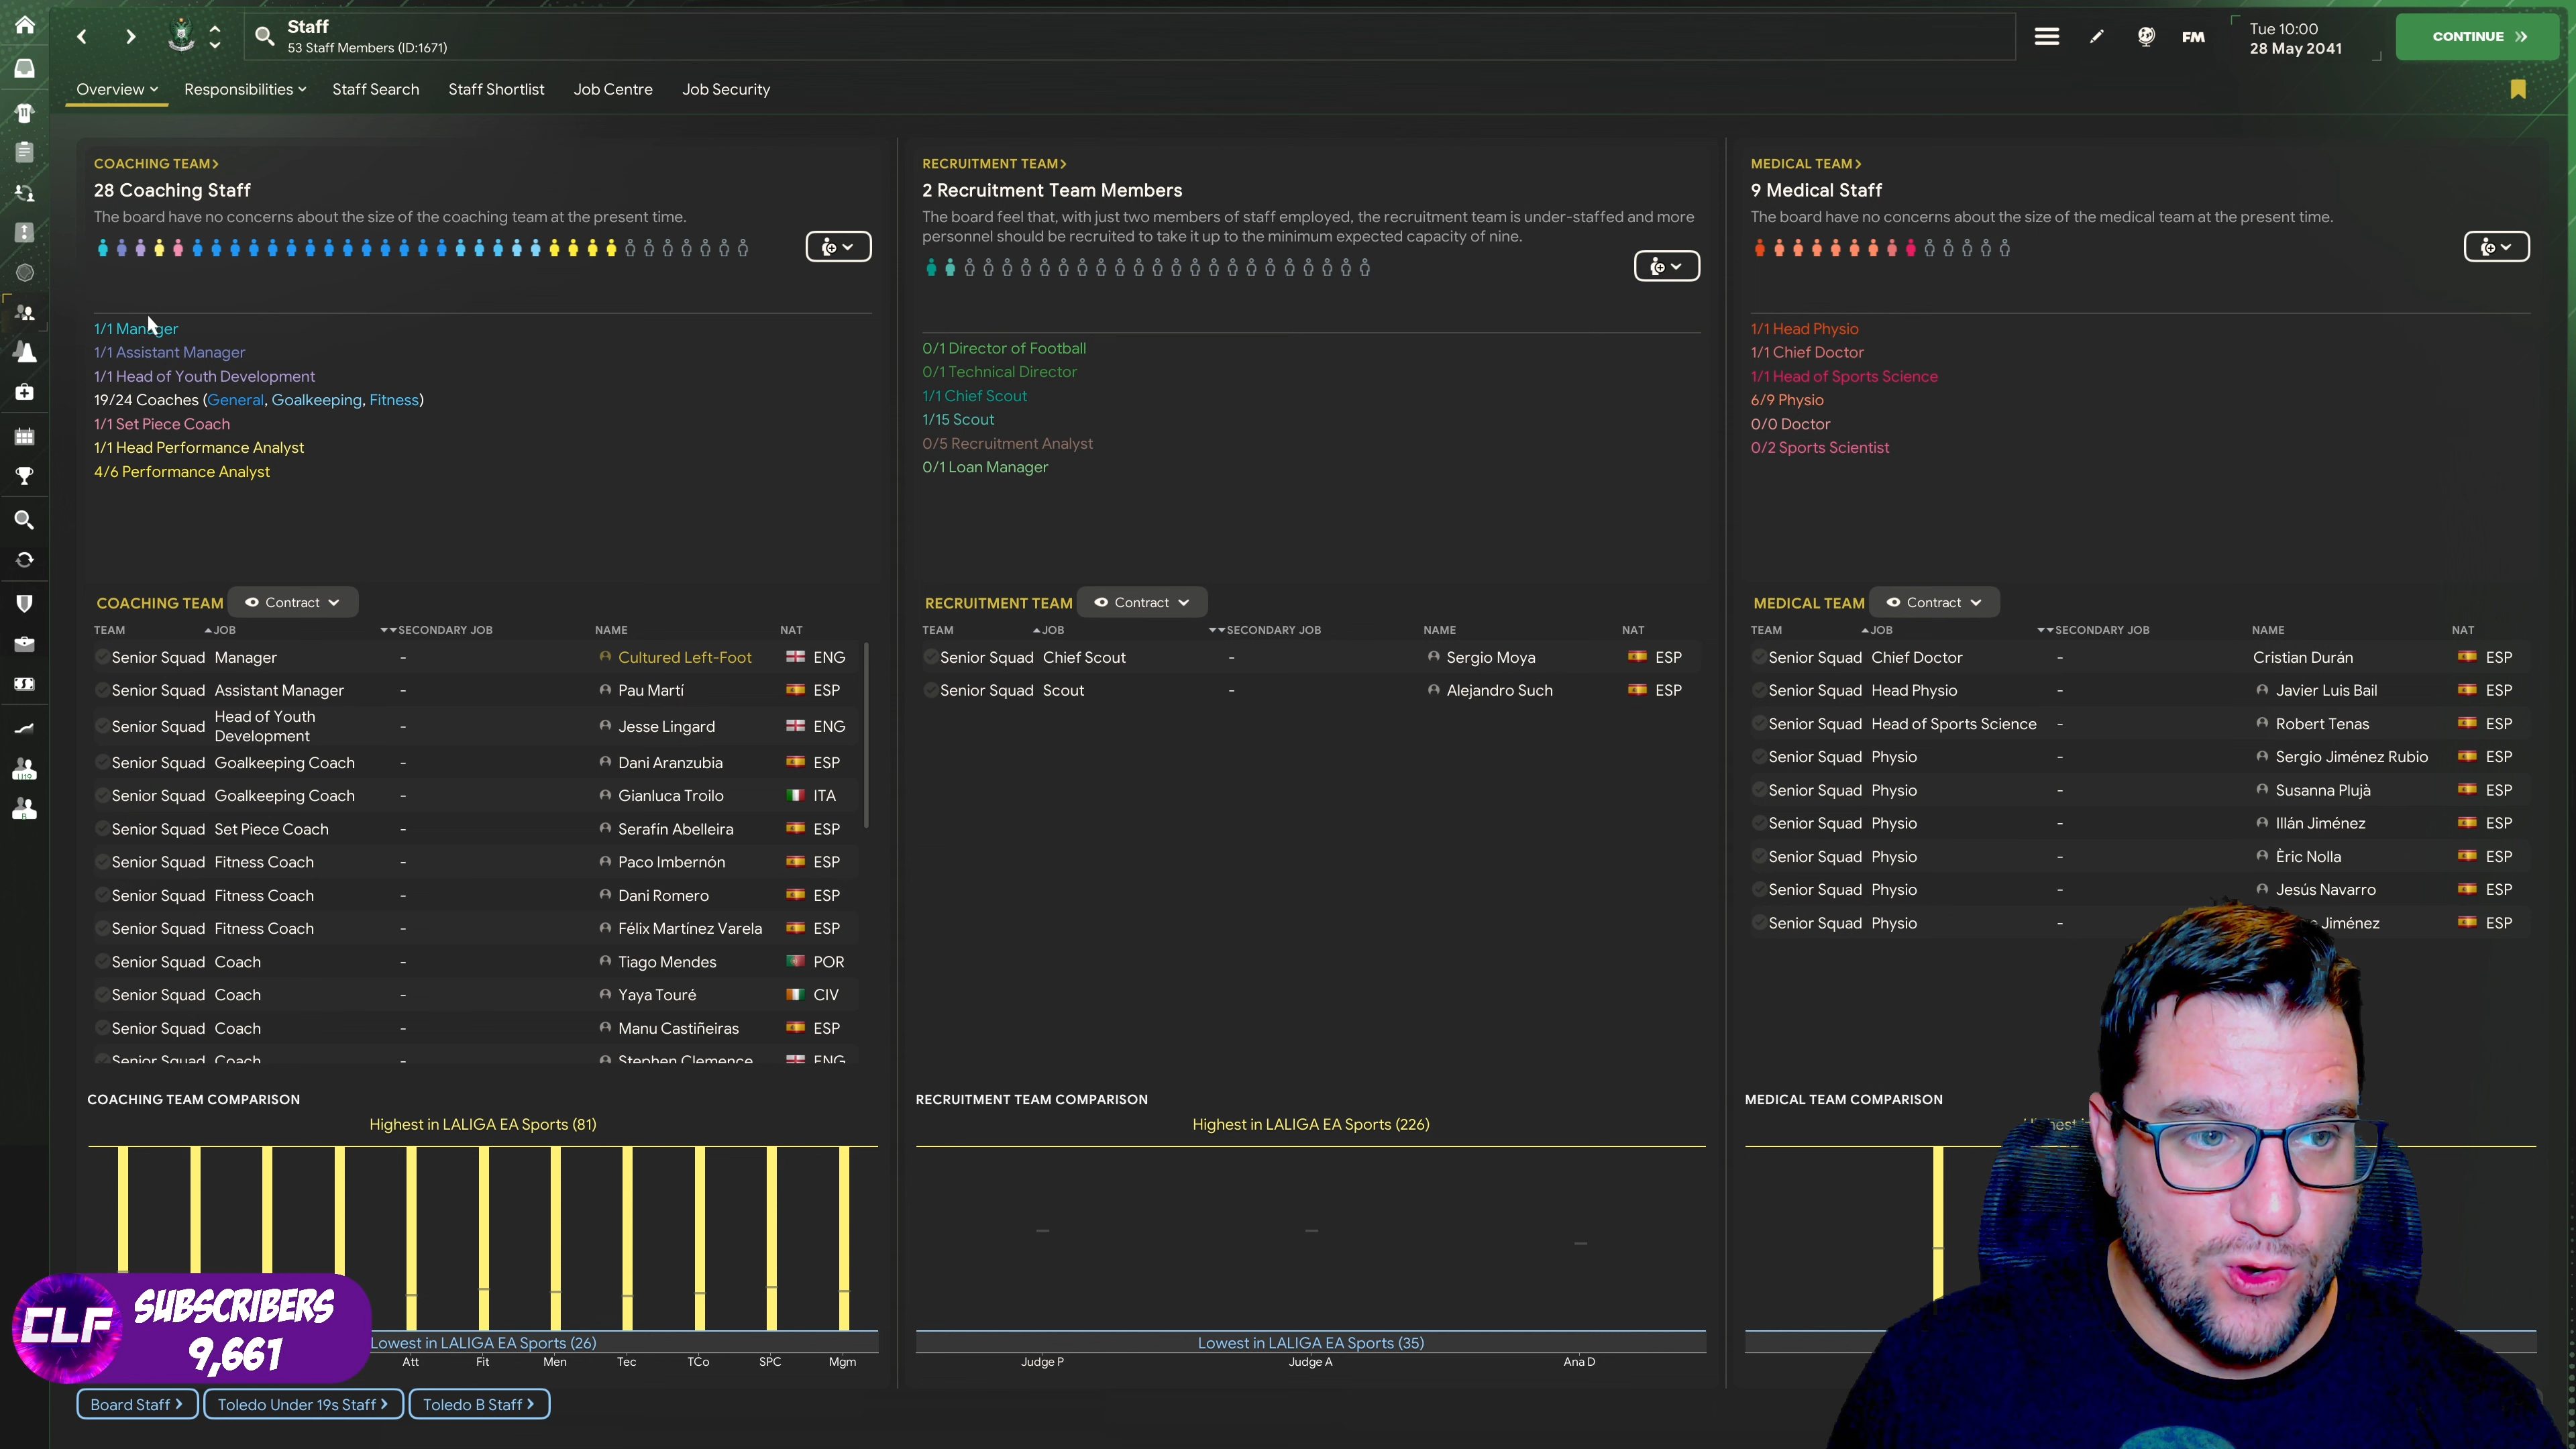 Staff
53 Staff Members (ID:1671)
FM
Tue 10:00
28 May 2041
CONTINUE
Overview
Responsibilities
Staff Search
Staff Shortlist
Job Centre
Job Security
COACHING TEAM>
28 Coaching Staff
The board have no concerns about the size of the coaching team at the present time.
1/1 Manager
1/1 Assistant Manager
1/1 Head of Youth Development
19/24 Coaches (General, Goalkeeping, Fitness)
1/1 Set Piece Coach
1/1 Head Performance Analyst
4/6 Performance Analyst
RECRUITMENT TEAM>
2 Recruitment Team Members
The board feel that, with just two members of staff employed, the recruitment team is under-staffed and more
personnel should be recruited to take it up to the minimum expected capacity of nine.
0/1 Director of Football
0/1 Technical Director
1/1 Chief Scout
1/15 Scout
0/5 Recruitment Analyst
0/1 Loan Manager
MEDICAL TEAM>
9 Medical Staff
The board have no concerns about the size of the medical team at the present time.
1/1 Head Physio
1/1 Chief Doctor
1/1 Head of Sports Science
6/9 Physio
0/0 Doctor
0/2 Sports Scientist
COACHING TEAM Contract
TEAM JOB SECONDARY JOB NAME NAT
Senior Squad Manager - Cultured Left-Foot ENG
Senior Squad Assistant Manager - Pau Martí ESP
Senior Squad Head of Youth Development - Jesse Lingard ENG
Senior Squad Goalkeeping Coach - Dani Aranzubia ESP
Senior Squad Goalkeeping Coach - Gianluca Troilo ITA
Senior Squad Set Piece Coach - Serafín Abelleira ESP
Senior Squad Fitness Coach - Paco Imbernón ESP
Senior Squad Fitness Coach - Dani Romero ESP
Senior Squad Fitness Coach - Félix Martínez Varela ESP
Senior Squad Coach - Tiago Mendes POR
Senior Squad Coach - Yaya Touré CIV
Senior Squad Coach - Manu Castiñeiras ESP
Senior Squad Coach - Stephen Clemence ENG
RECRUITMENT TEAM Contract
TEAM JOB SECONDARY JOB NAME NAT
Senior Squad Chief Scout - Sergio Moya ESP
Senior Squad Scout - Alejandro Such ESP
MEDICAL TEAM Contract
TEAM JOB SECONDARY JOB NAME NAT
Senior Squad Chief Doctor - Cristian Durán ESP
Senior Squad Head Physio - Javier Luis Bail ESP
Senior Squad Head of Sports Science - Robert Tenas ESP
Senior Squad Physio - Sergio Jiménez Rubio ESP
Senior Squad Physio - Susanna Plujà ESP
Senior Squad Physio - Illán Jiménez ESP
Senior Squad Physio - Èric Nolla ESP
Senior Squad Physio - Jesús Navarro ESP
Senior Squad Physio - Jiménez ESP
COACHING TEAM COMPARISON
Highest in LALIGA EA Sports (81)
Lowest in LALIGA EA Sports (26)
Att Fit Men Tec TCo SPC Mgm
RECRUITMENT TEAM COMPARISON
Highest in LALIGA EA Sports (226)
Lowest in LALIGA EA Sports (35)
Judge P Judge A Ana D
MEDICAL TEAM COMPARISON
CLF
SUBSCRIBERS
9,661
Board Staff >
Toledo Under 19s Staff >
Toledo B Staff >